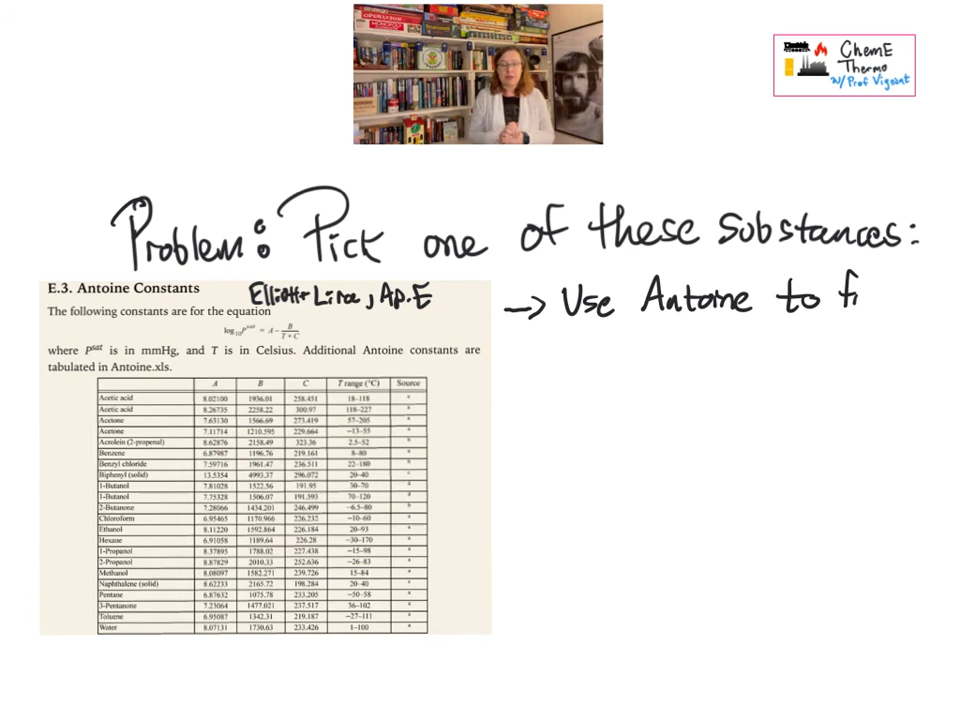 OPERATION
MONOPOLY
ChemE
Thermo
w/ Prof Vigeant
Problem: Pick one of these substances:
E.3. Antoine Constants
Elliott + Lira, Ap. E
→ Use Antoine to fi
The following constants are for the equation
log₁₀Pˢᵃᵗ = A - B/(T + C)
where Pˢᵃᵗ is in mmHg, and T is in Celsius. Additional Antoine constants are
tabulated in Antoine.xls.
A B C T range (°C) Source
Acetic acid 8.02100 1936.01 258.451 18–118 a
Acetic acid 8.26735 2258.22 300.97 118–227 a
Acetone 7.63130 1566.69 273.419 57–205 a
Acetone 7.11714 1210.595 229.664 −13–55 a
Acrolein (2-propenal) 8.62876 2158.49 323.36 2.5–52 b
Benzene 6.87987 1196.76 219.161 8–80 a
Benzyl chloride 7.59716 1961.47 236.511 22–180 b
Biphenyl (solid) 13.5354 4993.37 296.072 20–40 c
1-Butanol 7.81028 1522.56 191.95 30–70 d
1-Butanol 7.75328 1506.07 191.593 70–120 d
2-Butanone 7.28066 1434.201 246.499 −6.5–80 b
Chloroform 6.95465 1170.966 226.232 −10–60 a
Ethanol 8.11220 1592.864 226.184 20–93 a
Hexane 6.91058 1189.64 226.28 −30–170 a
1-Propanol 8.37895 1788.02 227.438 −15–98 a
2-Propanol 8.87829 2010.33 252.636 −26–83 a
Methanol 8.08097 1582.271 239.726 15–84 a
Naphthalene (solid) 8.62233 2165.72 198.284 20–40 c
Pentane 6.87632 1075.78 233.205 −50–58 a
3-Pentanone 7.23064 1477.021 237.517 36–102 a
Toluene 6.95087 1342.31 219.187 −27–111 a
Water 8.07131 1730.63 233.426 1–100 a